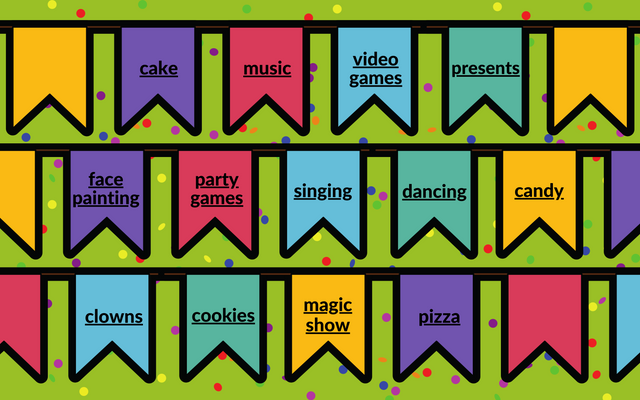 cake
music
video
games
presents
face
painting
party
games
singing
dancing
candy
clowns
cookies
magic
show
pizza